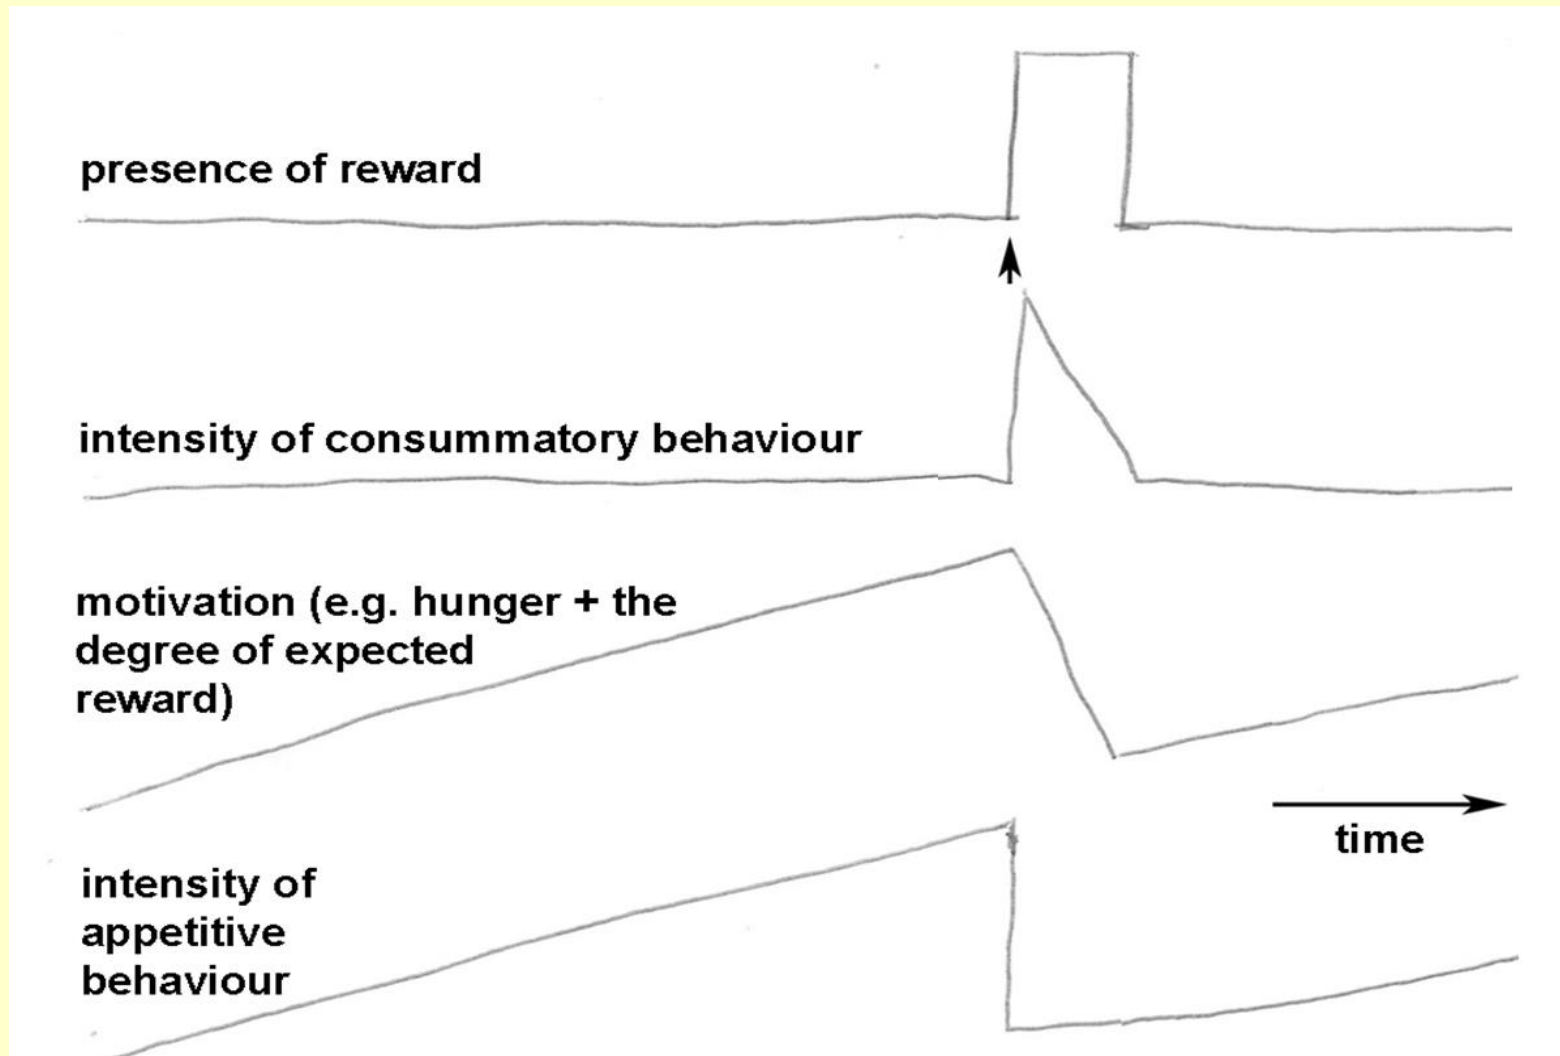 presence of reward
intensity of consummatory behaviour
motivation (e.g. hunger + the
degree of expected
reward)
time
intensity of
appetitive
behaviour